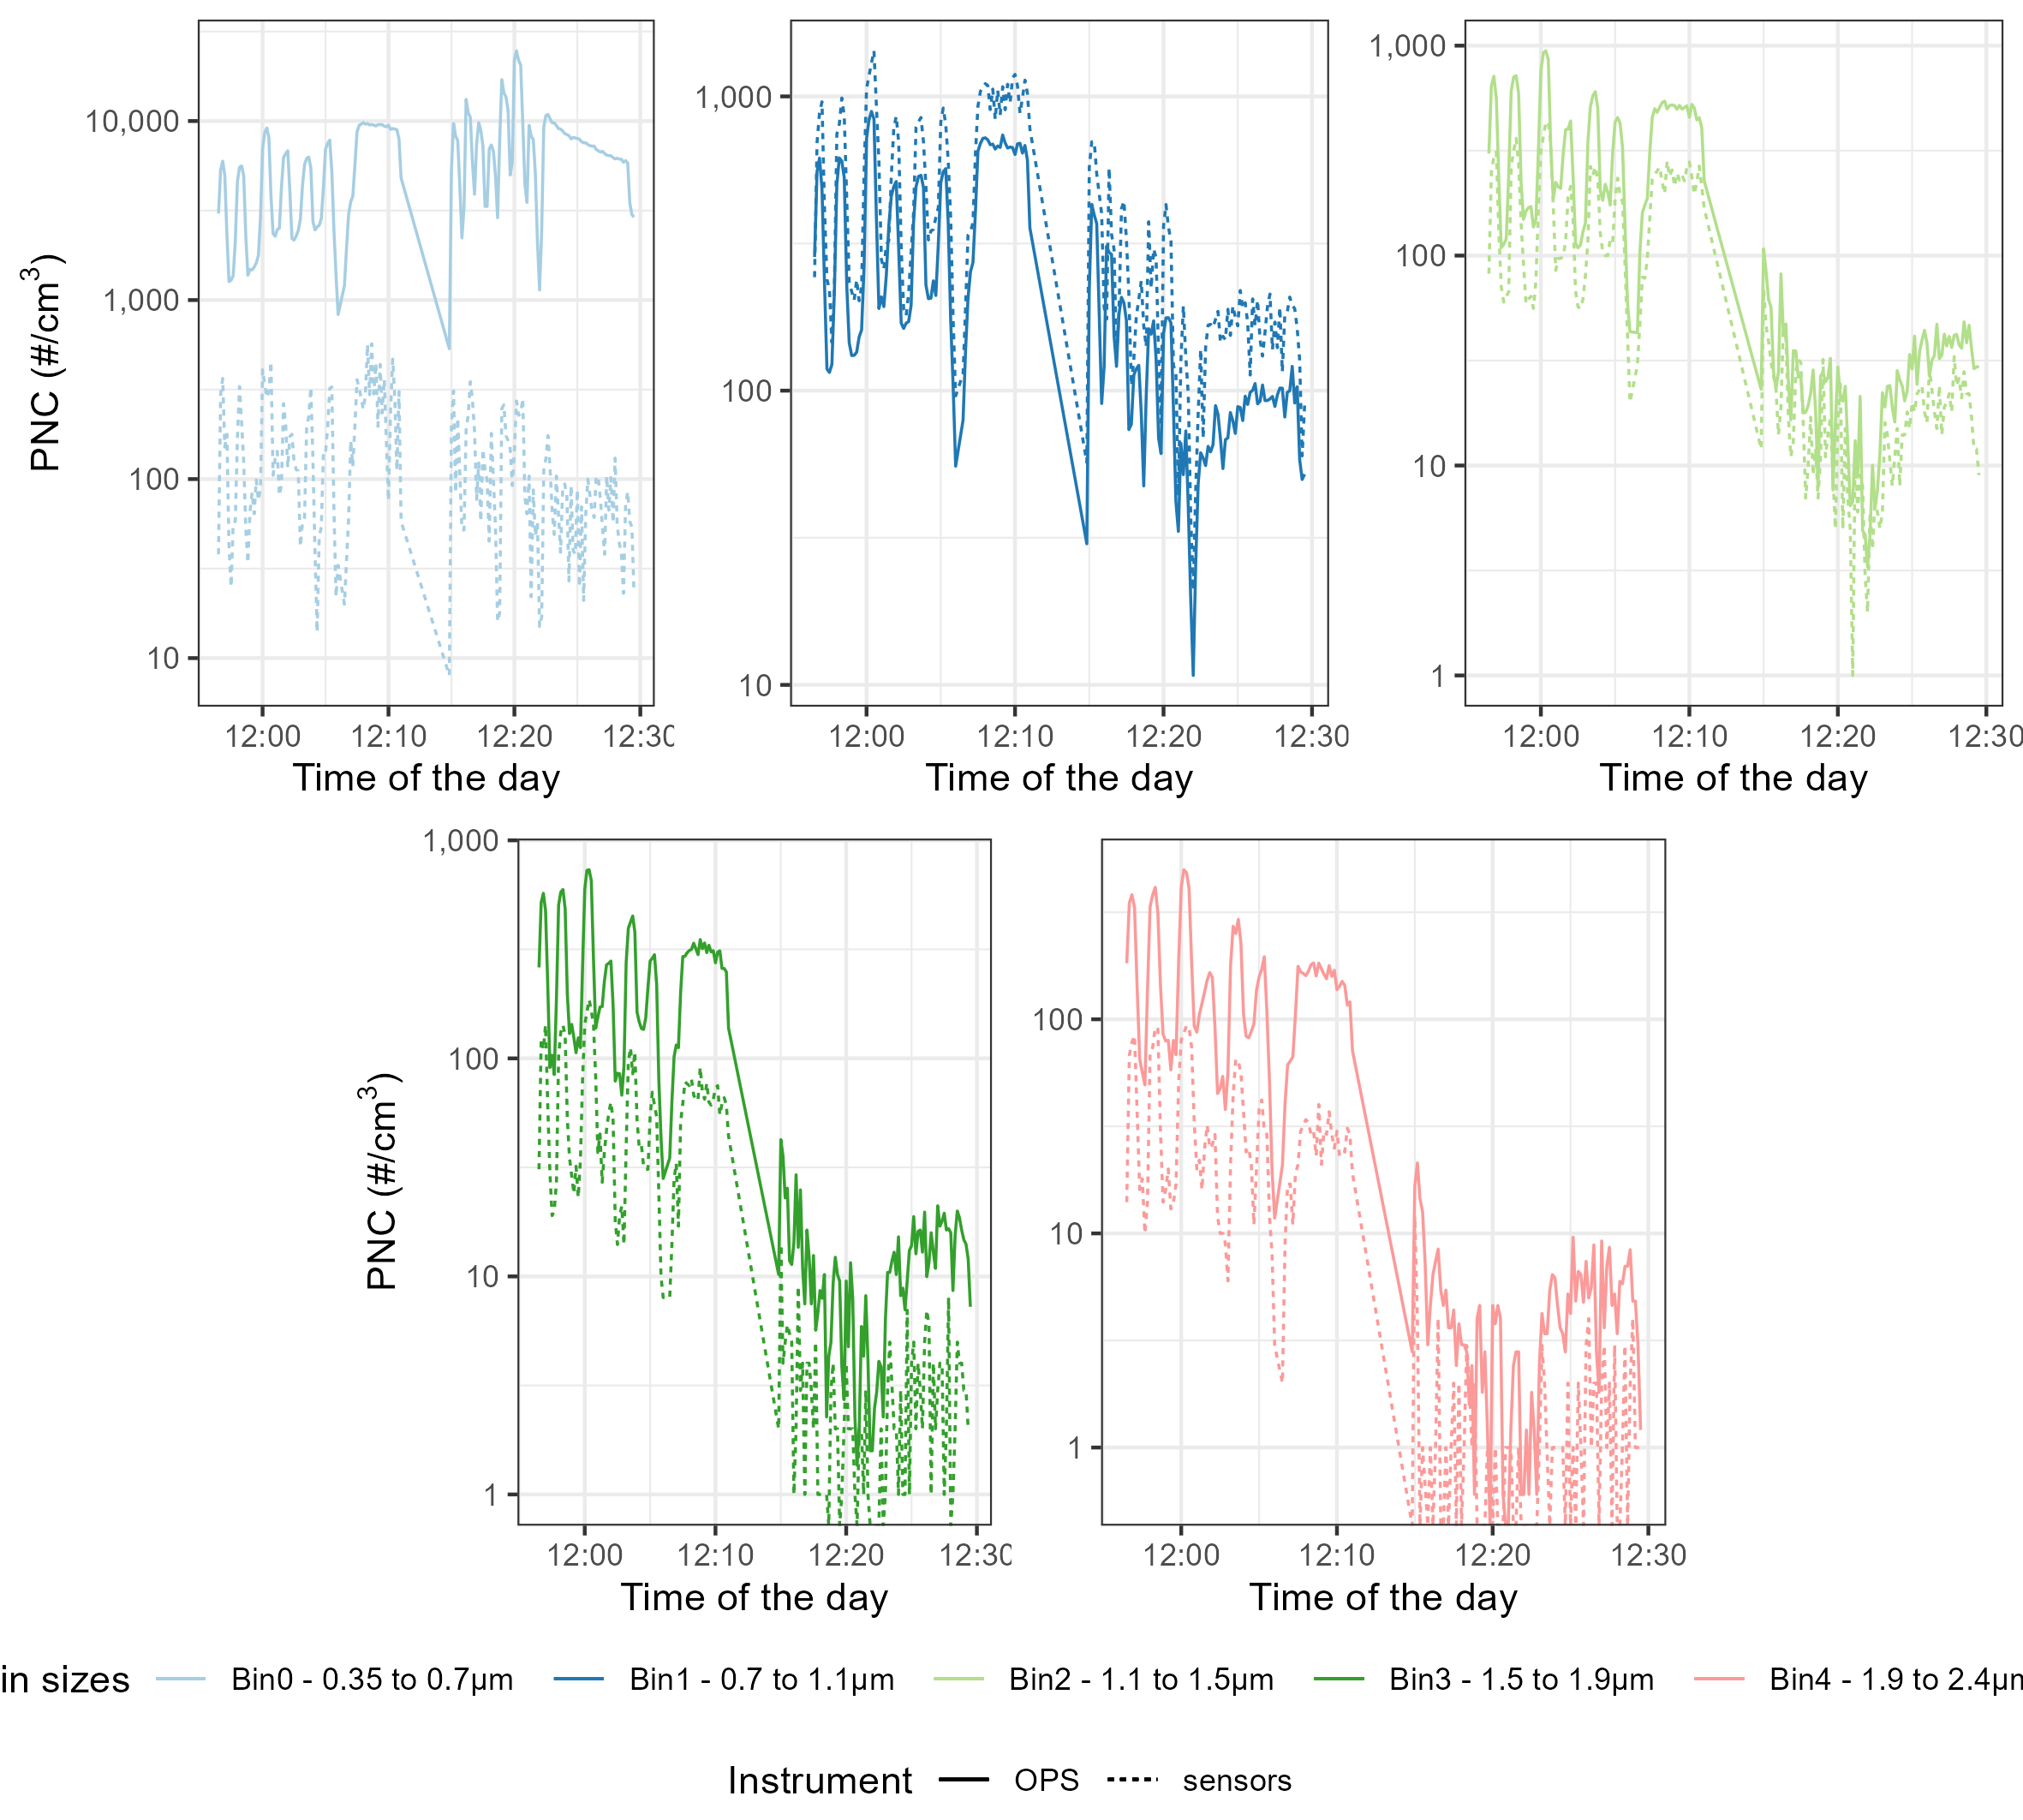 10,000
1,000
100
10
PNC (#/cm³)
12:00 12:10 12:20 12:30
Time of the day
1,000
100
10
12:00 12:10 12:20 12:30
Time of the day
1,000
100
10
1
12:00 12:10 12:20 12:30
Time of the day
1,000
100
10
1
PNC (#/cm³)
12:00 12:10 12:20 12:30
Time of the day
100
10
1
12:00 12:10 12:20 12:30
Time of the day
in sizes Bin0 - 0.35 to 0.7µm Bin1 - 0.7 to 1.1µm Bin2 - 1.1 to 1.5µm Bin3 - 1.5 to 1.9µm Bin4 - 1.9 to 2.4µm
Instrument OPS sensors